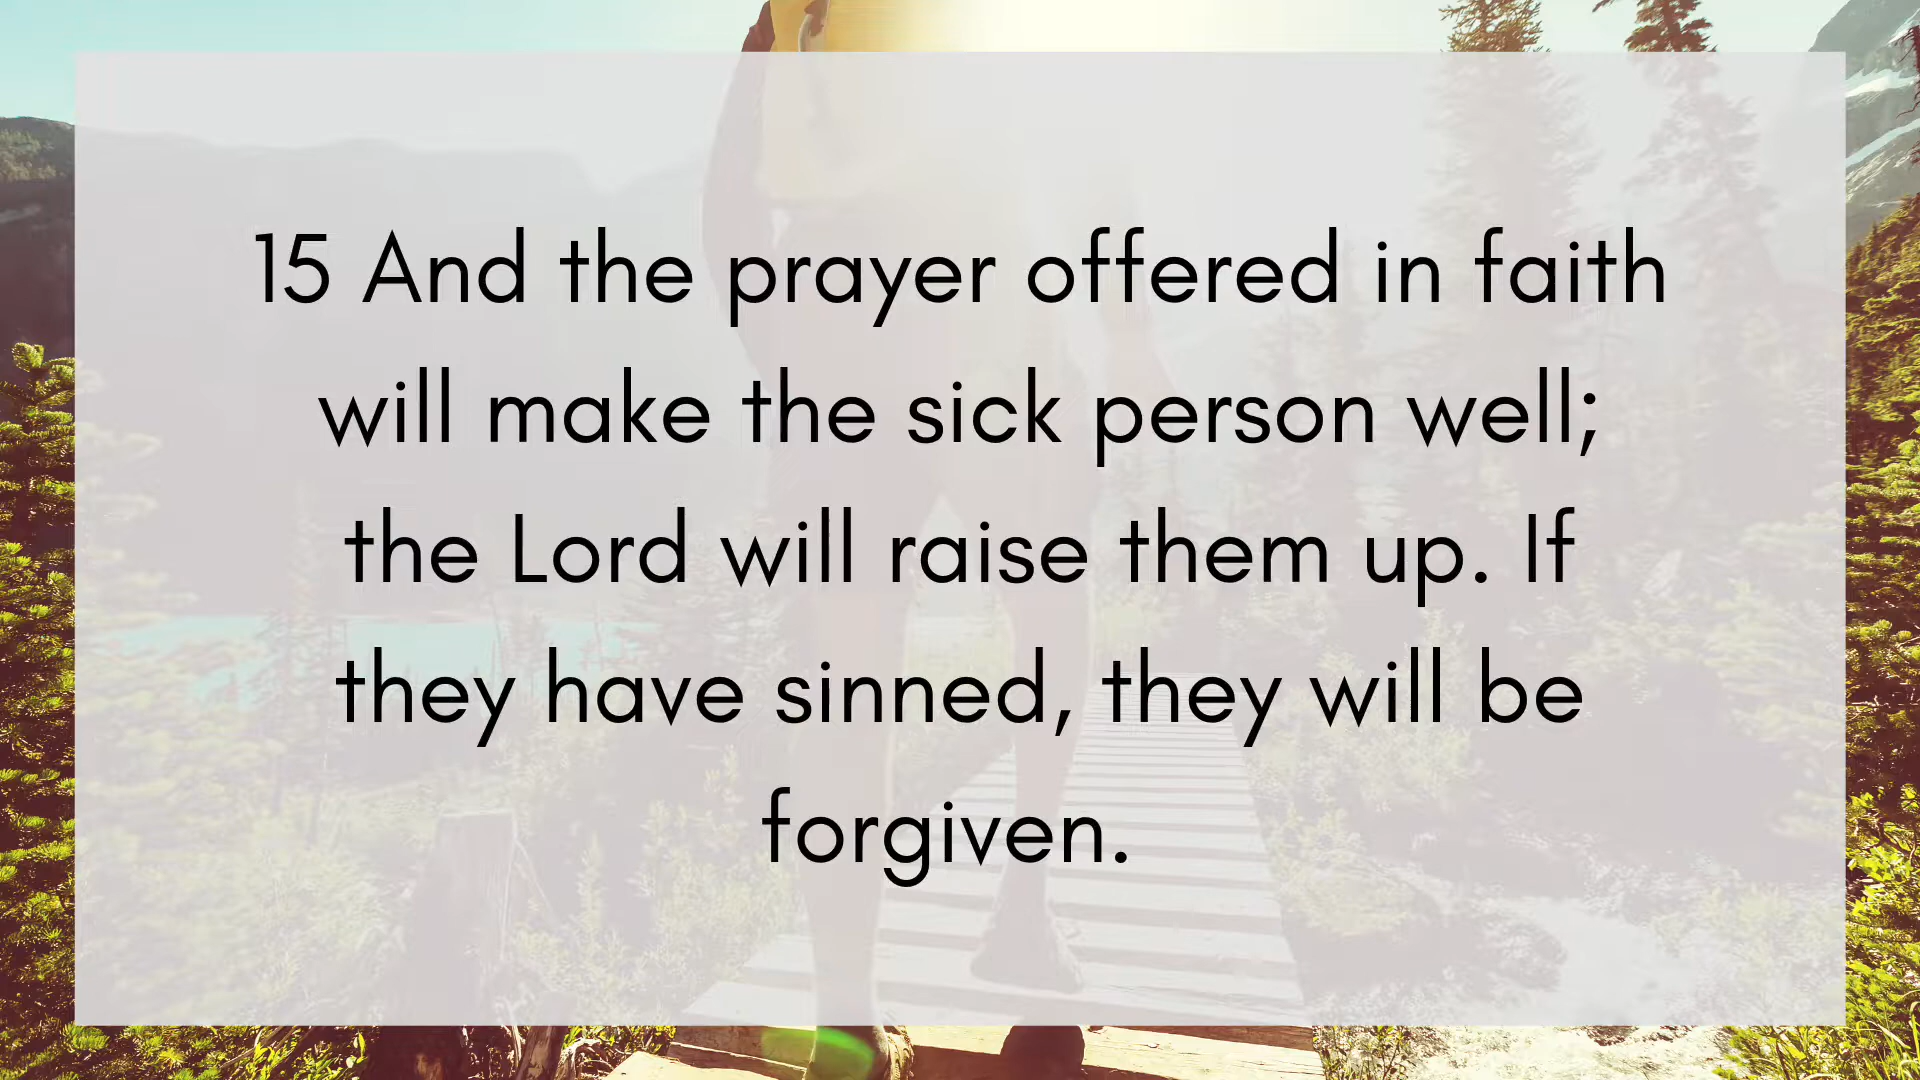 15 And the prayer offered in faith
will make the sick person well;
the Lord will raise them up. If
they have sinned, they will be
forgiven.